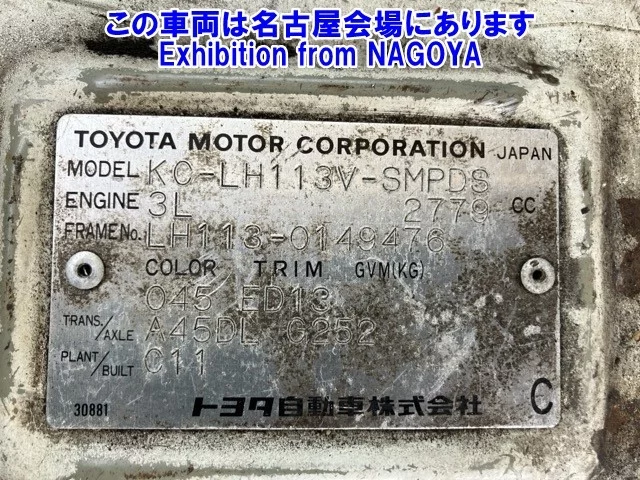 この車両は名古屋会場にあります
Exhibition from NAGOYA
TOYOTA MOTOR CORPORATION JAPAN
MODEL KC-LH113V-SMPDS
ENGINE 3L 2779 CC
FRAME No. LH113-0149476
COLOR TRIM GVM(KG)
045 ED13
TRANS./AXLE A45DL G252
PLANT/BUILT C11
30881 トヨタ自動車株式会社 C